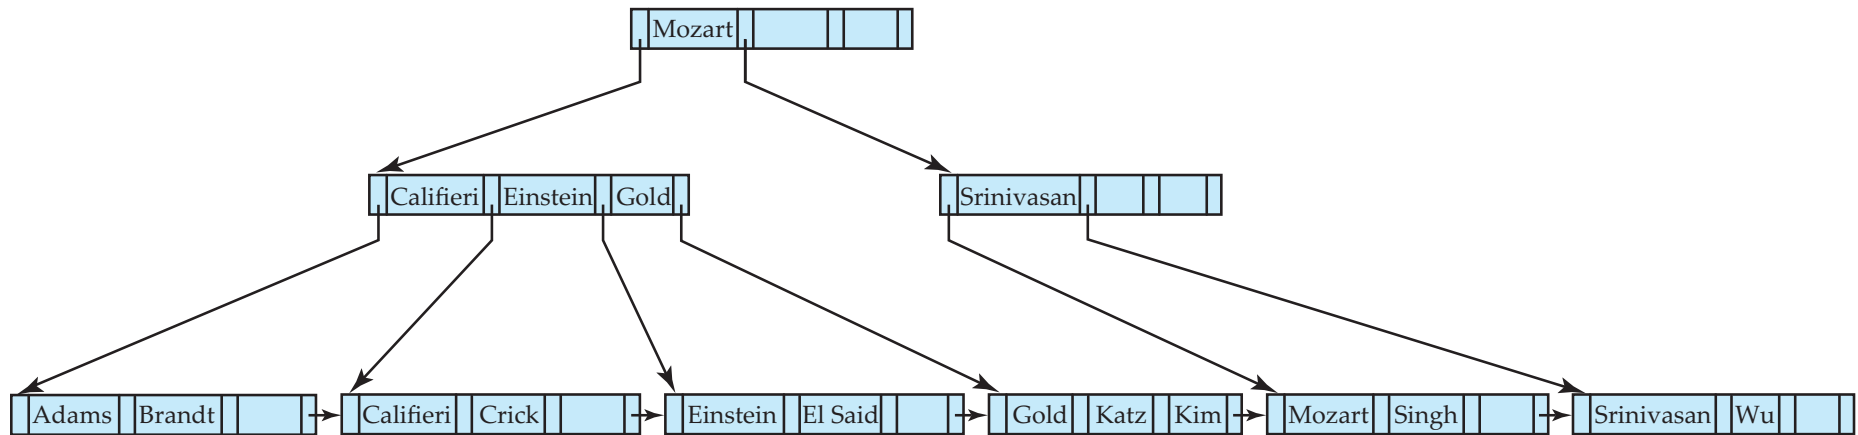 Mozart
Califieri Einstein Gold Srinivasan
Adams Brandt Califieri Crick Einstein El Said Gold Katz Kim Mozart Singh Srinivasan Wu